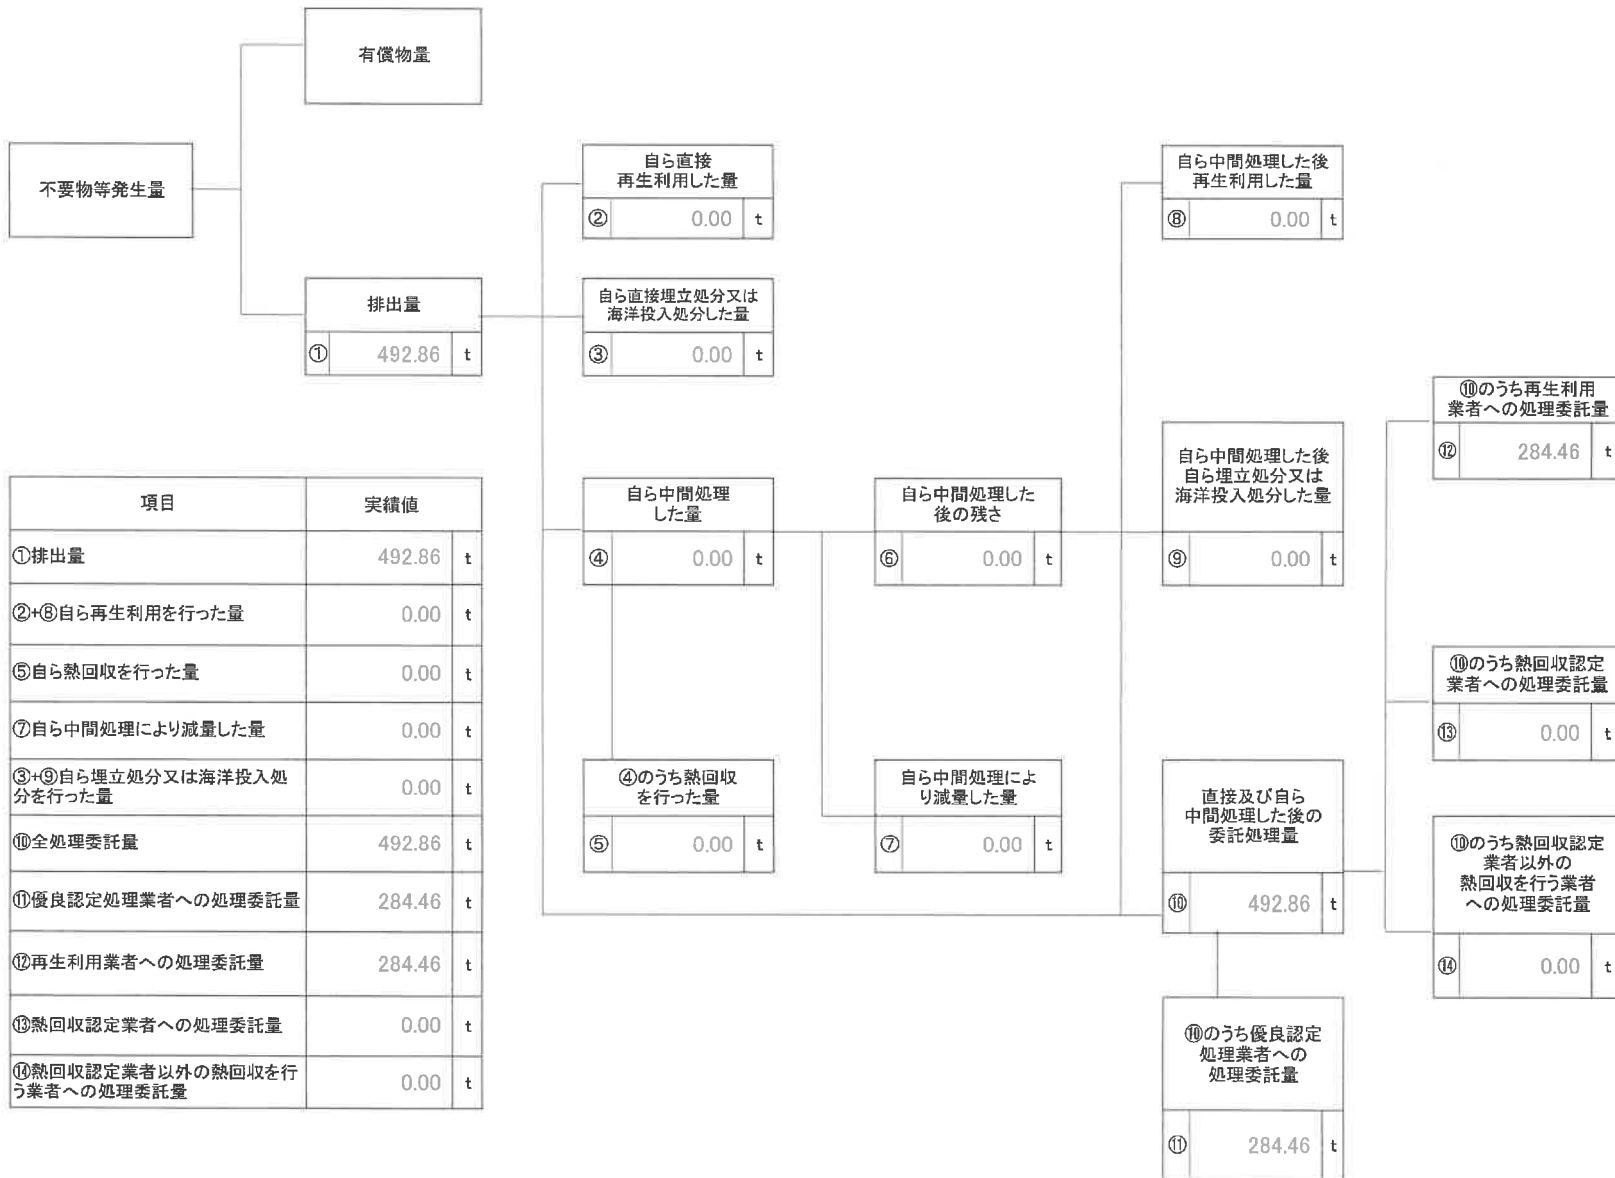 有償物量
不要物等発生量
自ら直接
再生利用した量
② 0.00 t
自ら中間処理した後
再生利用した量
⑧ 0.00 t
排出量
① 492.86 t
自ら直接埋立処分又は
海洋投入処分した量
③ 0.00 t
⑩のうち再生利用
業者への処理委託量
⑫ 284.46 t
自ら中間処理
した量
④ 0.00 t
自ら中間処理した
後の残さ
⑥ 0.00 t
自ら中間処理した後
自ら埋立処分又は
海洋投入処分した量
⑨ 0.00 t
⑩のうち熱回収認定
業者への処理委託量
⑬ 0.00 t
④のうち熱回収
を行った量
⑤ 0.00 t
自ら中間処理によ
り減量した量
⑦ 0.00 t
直接及び自ら
中間処理した後の
委託処理量
⑩ 492.86 t
⑩のうち熱回収認定
業者以外の
熱回収を行う業者
への処理委託量
⑭ 0.00 t
⑩のうち優良認定
処理業者への
処理委託量
⑪ 284.46 t
項目 実績値
①排出量 492.86 t
②+⑧自ら再生利用を行った量 0.00 t
⑤自ら熱回収を行った量 0.00 t
⑦自ら中間処理により減量した量 0.00 t
③+⑨自ら埋立処分又は海洋投入処
分を行った量 0.00 t
⑩全処理委託量 492.86 t
⑪優良認定処理業者への処理委託量 284.46 t
⑫再生利用業者への処理委託量 284.46 t
⑬熱回収認定業者への処理委託量 0.00 t
⑭熱回収認定業者以外の熱回収を行
う業者への処理委託量 0.00 t